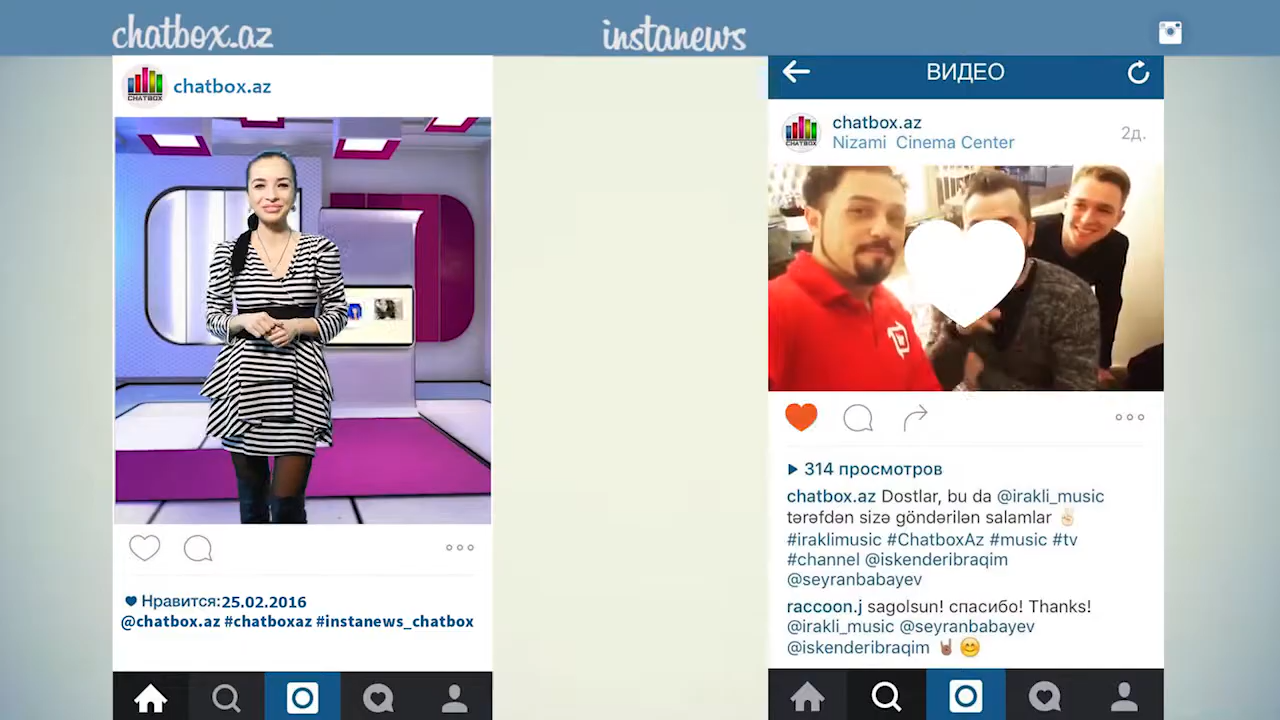 chatbox.az
instanews
CHATBOX
chatbox.az
Нравится:25.02.2016
@chatbox.az #chatboxaz #instanews_chatbox
ВИДЕО
CHATBOX
chatbox.az
Nizami Cinema Center
2д.
314 просмотров
chatbox.az Dostlar, bu da @irakli_music
tərəfdən sizə göndərilən salamlar ✌🏻
#iraklimusic #ChatboxAz #music #tv
#channel @iskenderibraqim
@seyranbabayev
raccoon.j sagolsun! спасибо! Thanks!
@irakli_music @seyranbabayev
@iskenderibraqim 🤘🏽 😊